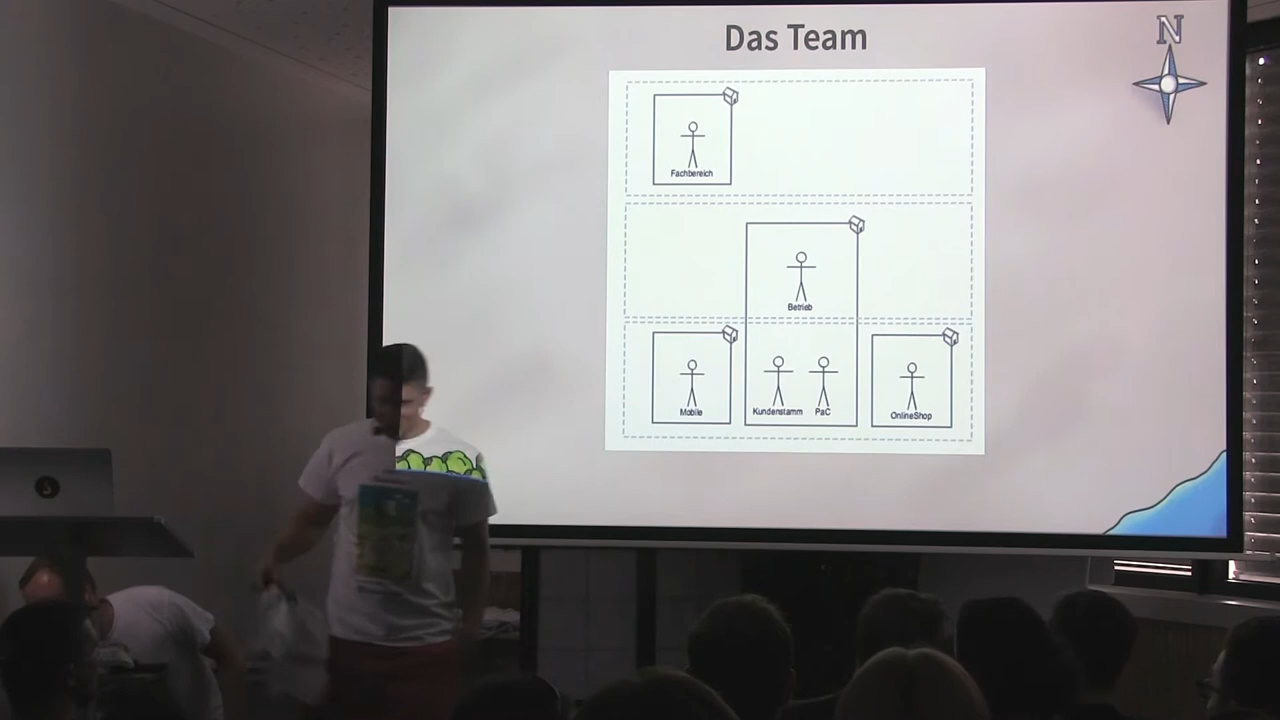 Das Team
N
Fachbereich
Betrieb
Mobile
Kundenstamm
PaC
OnlineShop